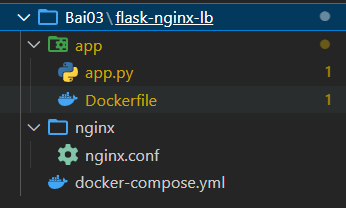 Bai03\flask-nginx-lb
app
app.py 1
Dockerfile 1
nginx
nginx.conf
docker-compose.yml